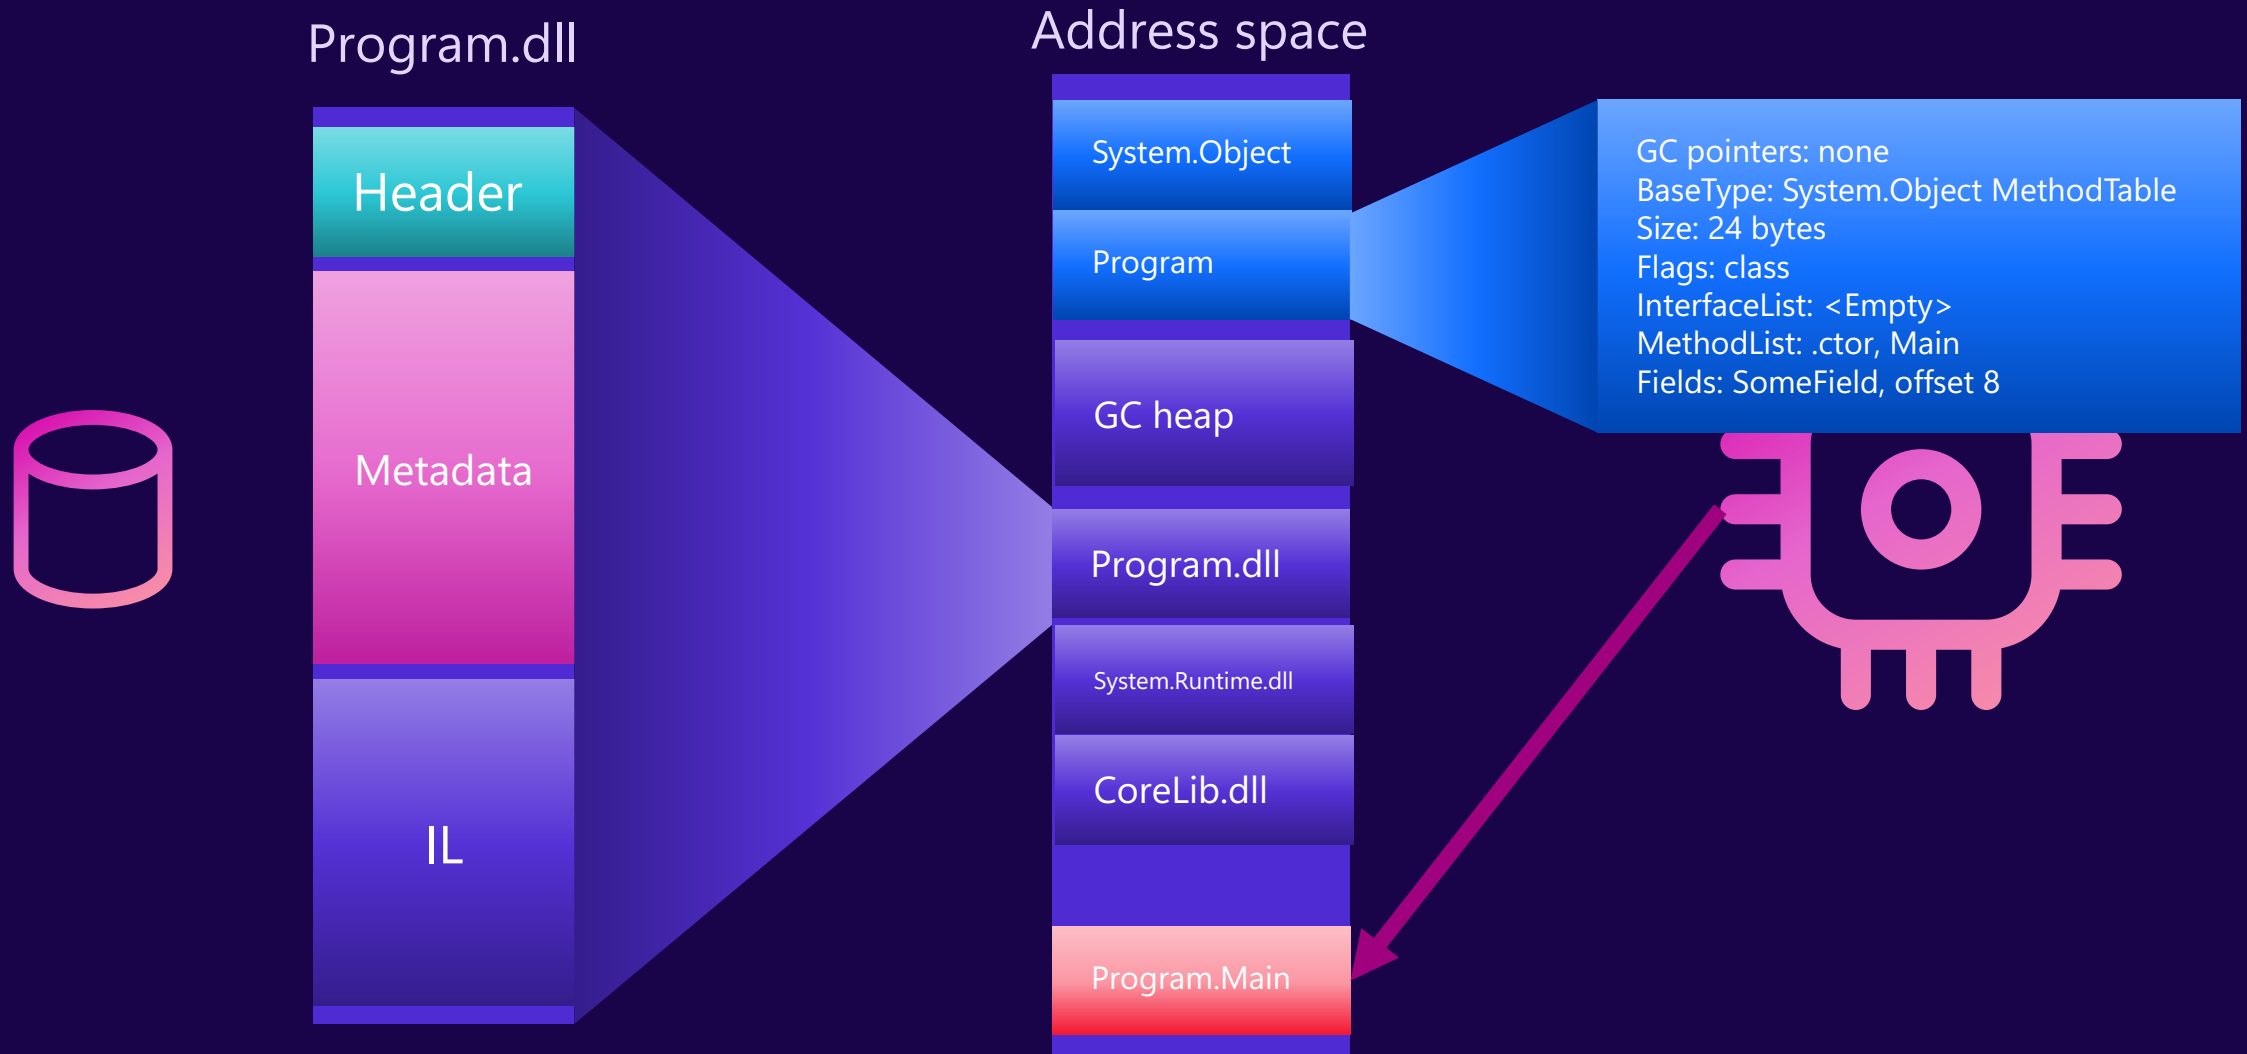 Program.dll
Header
Metadata
IL
Address space
System.Object
Program
GC heap
Program.dll
System.Runtime.dll
CoreLib.dll
Program.Main
GC pointers: none
BaseType: System.Object MethodTable
Size: 24 bytes
Flags: class
InterfaceList: <Empty>
MethodList: .ctor, Main
Fields: SomeField, offset 8